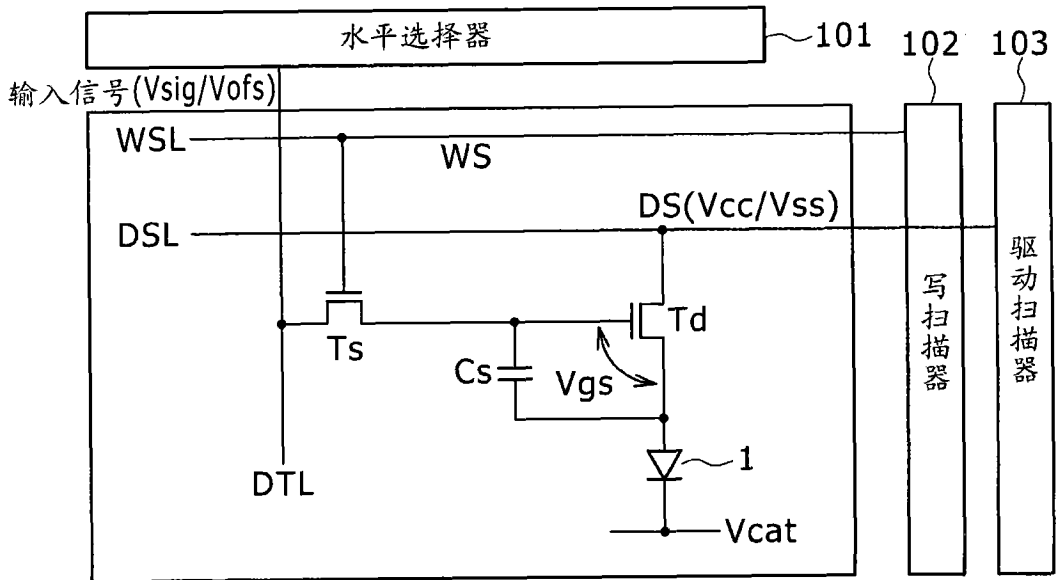 水平选择器
101
102
103
输入信号(Vsig/Vofs)
WSL
WS
DS(Vcc/Vss)
DSL
写扫描器
驱动扫描器
Ts
Td
Cs
Vgs
1
DTL
Vcat